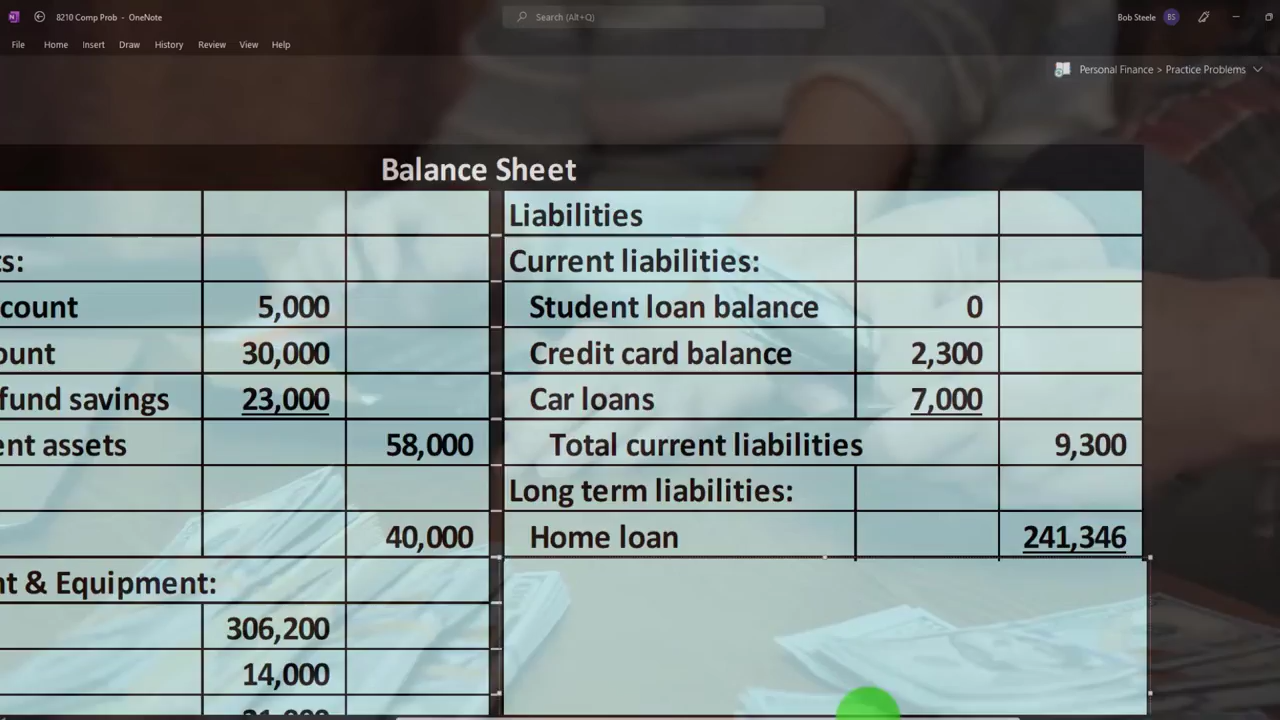 8210 Comp Prob - OneNote
Search (Alt+Q)
Bob Steele BS
File Home Insert Draw History Review View Help
Personal Finance > Practice Problems
Balance Sheet
Liabilities
ts: Current liabilities:
count 5,000 Student loan balance 0
ount 30,000 Credit card balance 2,300
fund savings 23,000 Car loans 7,000
ent assets 58,000 Total current liabilities 9,300
Long term liabilities:
40,000 Home loan 241,346
nt & Equipment:
306,200
14,000